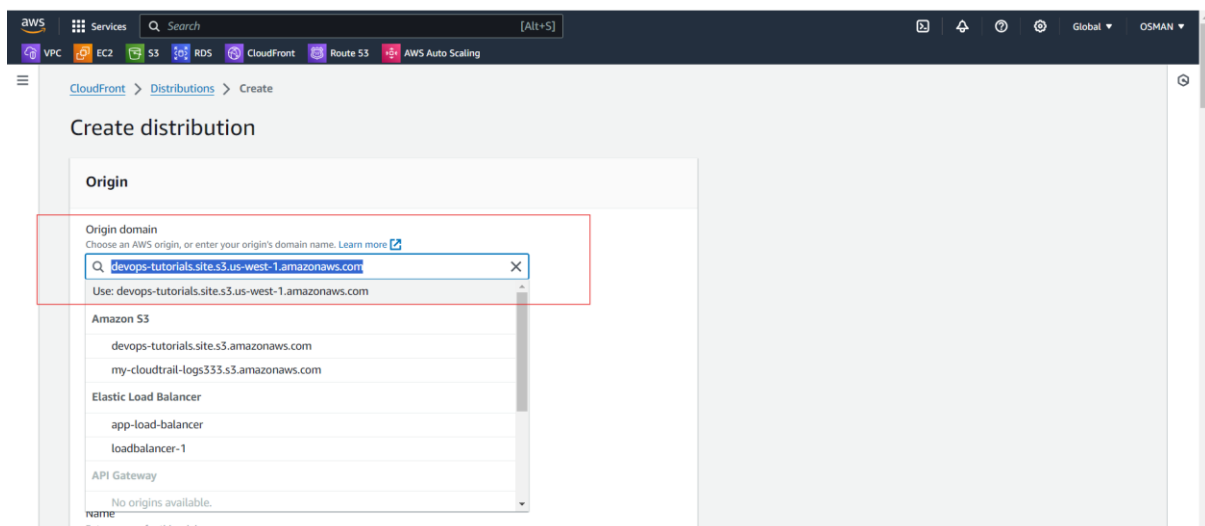 aws Services Search [Alt+S] Global ▼ OSMAN ▼
VPC EC2 S3 RDS CloudFront Route 53 AWS Auto Scaling
CloudFront > Distributions > Create
Create distribution
Origin
Origin domain
Choose an AWS origin, or enter your origin's domain name. Learn more
devops-tutorials.site.s3.us-west-1.amazonaws.com
Use: devops-tutorials.site.s3.us-west-1.amazonaws.com
Amazon S3
devops-tutorials.site.s3.amazonaws.com
my-cloudtrail-logs333.s3.amazonaws.com
Elastic Load Balancer
app-load-balancer
loadbalancer-1
API Gateway
No origins available.
Name